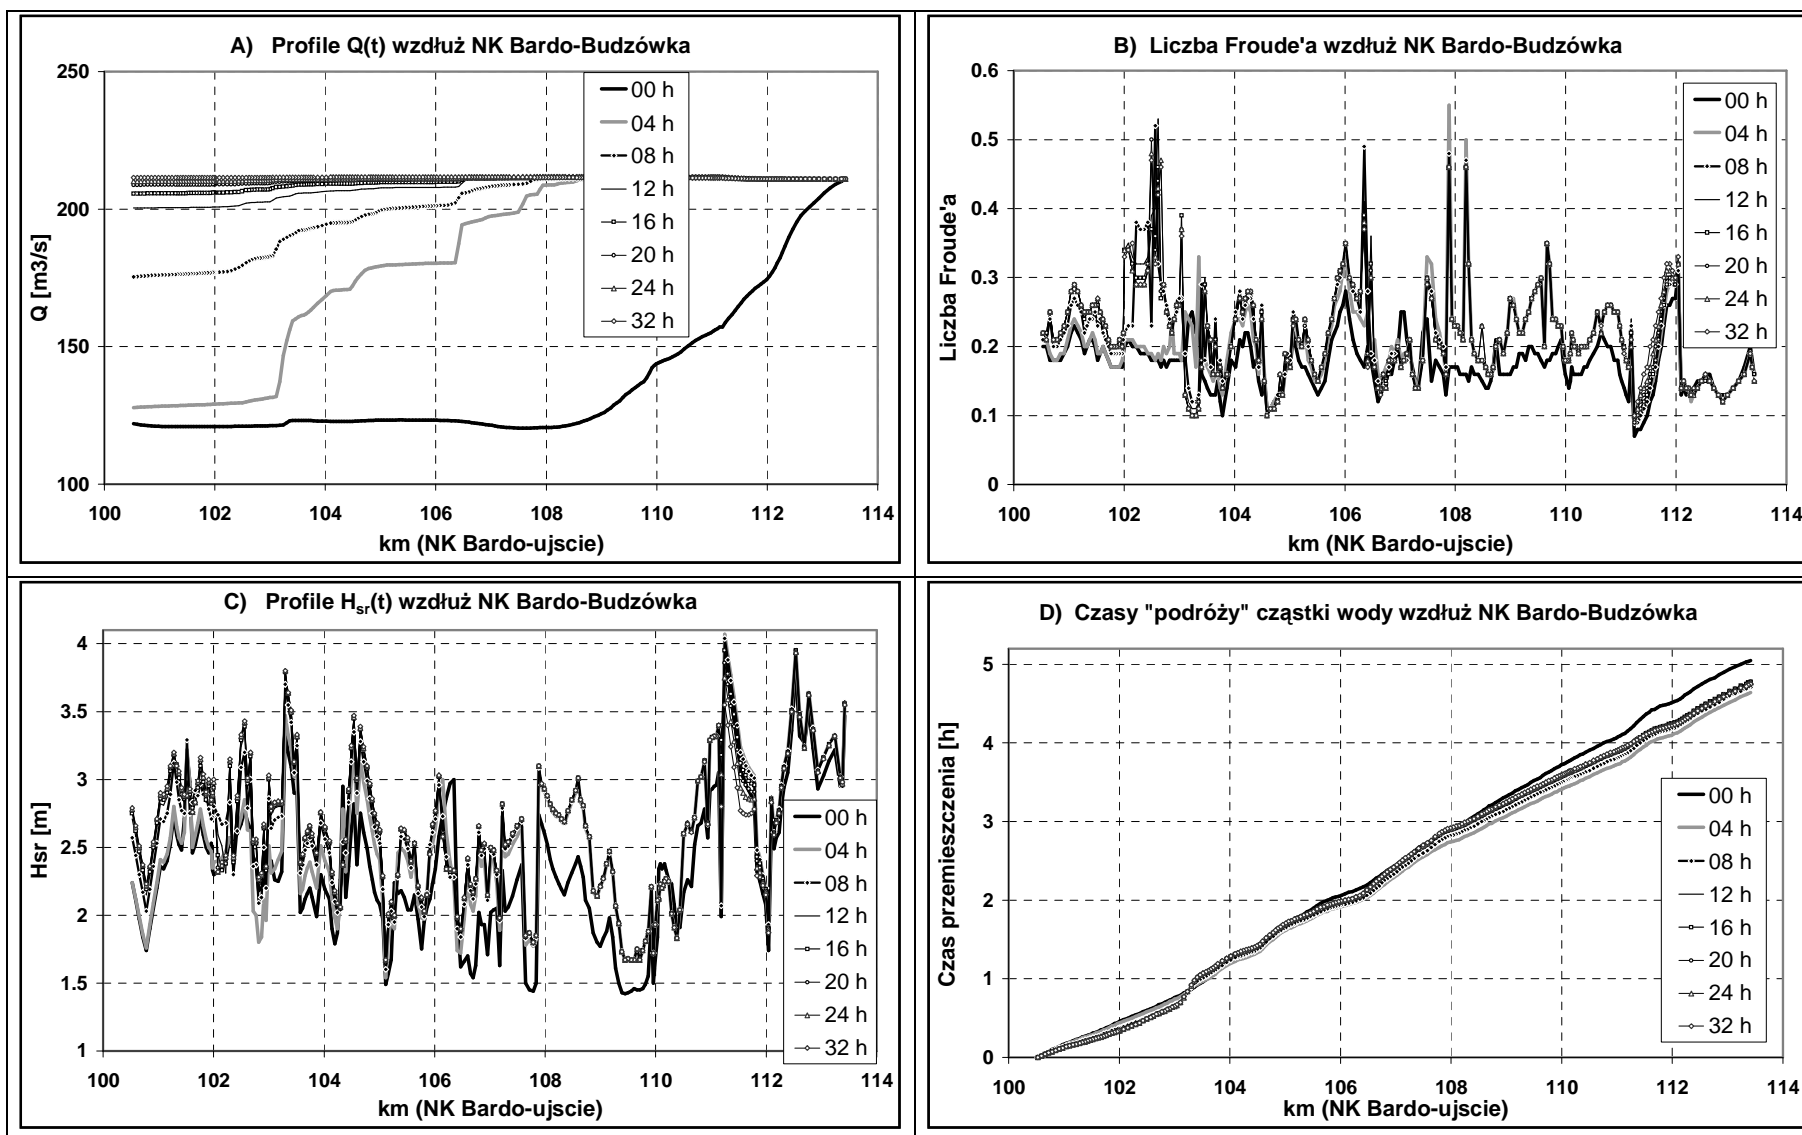 A) Profile Q(t) wzdłuż NK Bardo-Budzówka
250
200
150
100
Q [m3/s]
100 102 104 106 108 110 112 114
km (NK Bardo-ujscie)
00 h
04 h
08 h
12 h
16 h
20 h
24 h
32 h
B) Liczba Froude'a wzdłuż NK Bardo-Budzówka
0.6
0.5
0.4
0.3
0.2
0.1
0
Liczba Froude'a
100 102 104 106 108 110 112 114
km (NK Bardo-ujscie)
00 h
04 h
08 h
12 h
16 h
20 h
24 h
32 h
C) Profile Hsr(t) wzdłuż NK Bardo-Budzówka
4
3.5
3
2.5
2
1.5
1
Hsr [m]
100 102 104 106 108 110 112 114
km (NK Bardo-ujscie)
00 h
04 h
08 h
12 h
16 h
20 h
24 h
32 h
D) Czasy "podróży" cząstki wody wzdłuż NK Bardo-Budzówka
5
4
3
2
1
0
Czas przemieszczenia [h]
100 102 104 106 108 110 112 114
km (NK Bardo-ujscie)
00 h
04 h
08 h
12 h
16 h
20 h
24 h
32 h